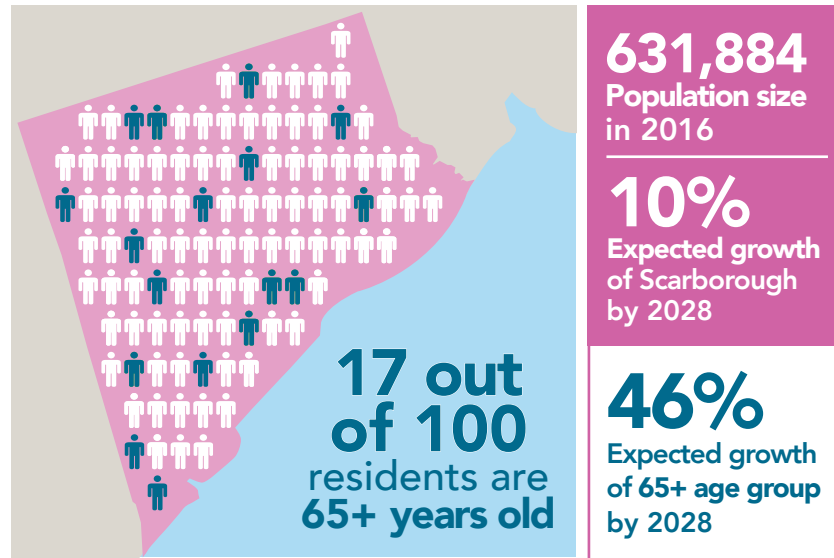 17 out
of 100
residents are
65+ years old
631,884
Population size
in 2016
10%
Expected growth
of Scarborough
by 2028
46%
Expected growth
of 65+ age group
by 2028